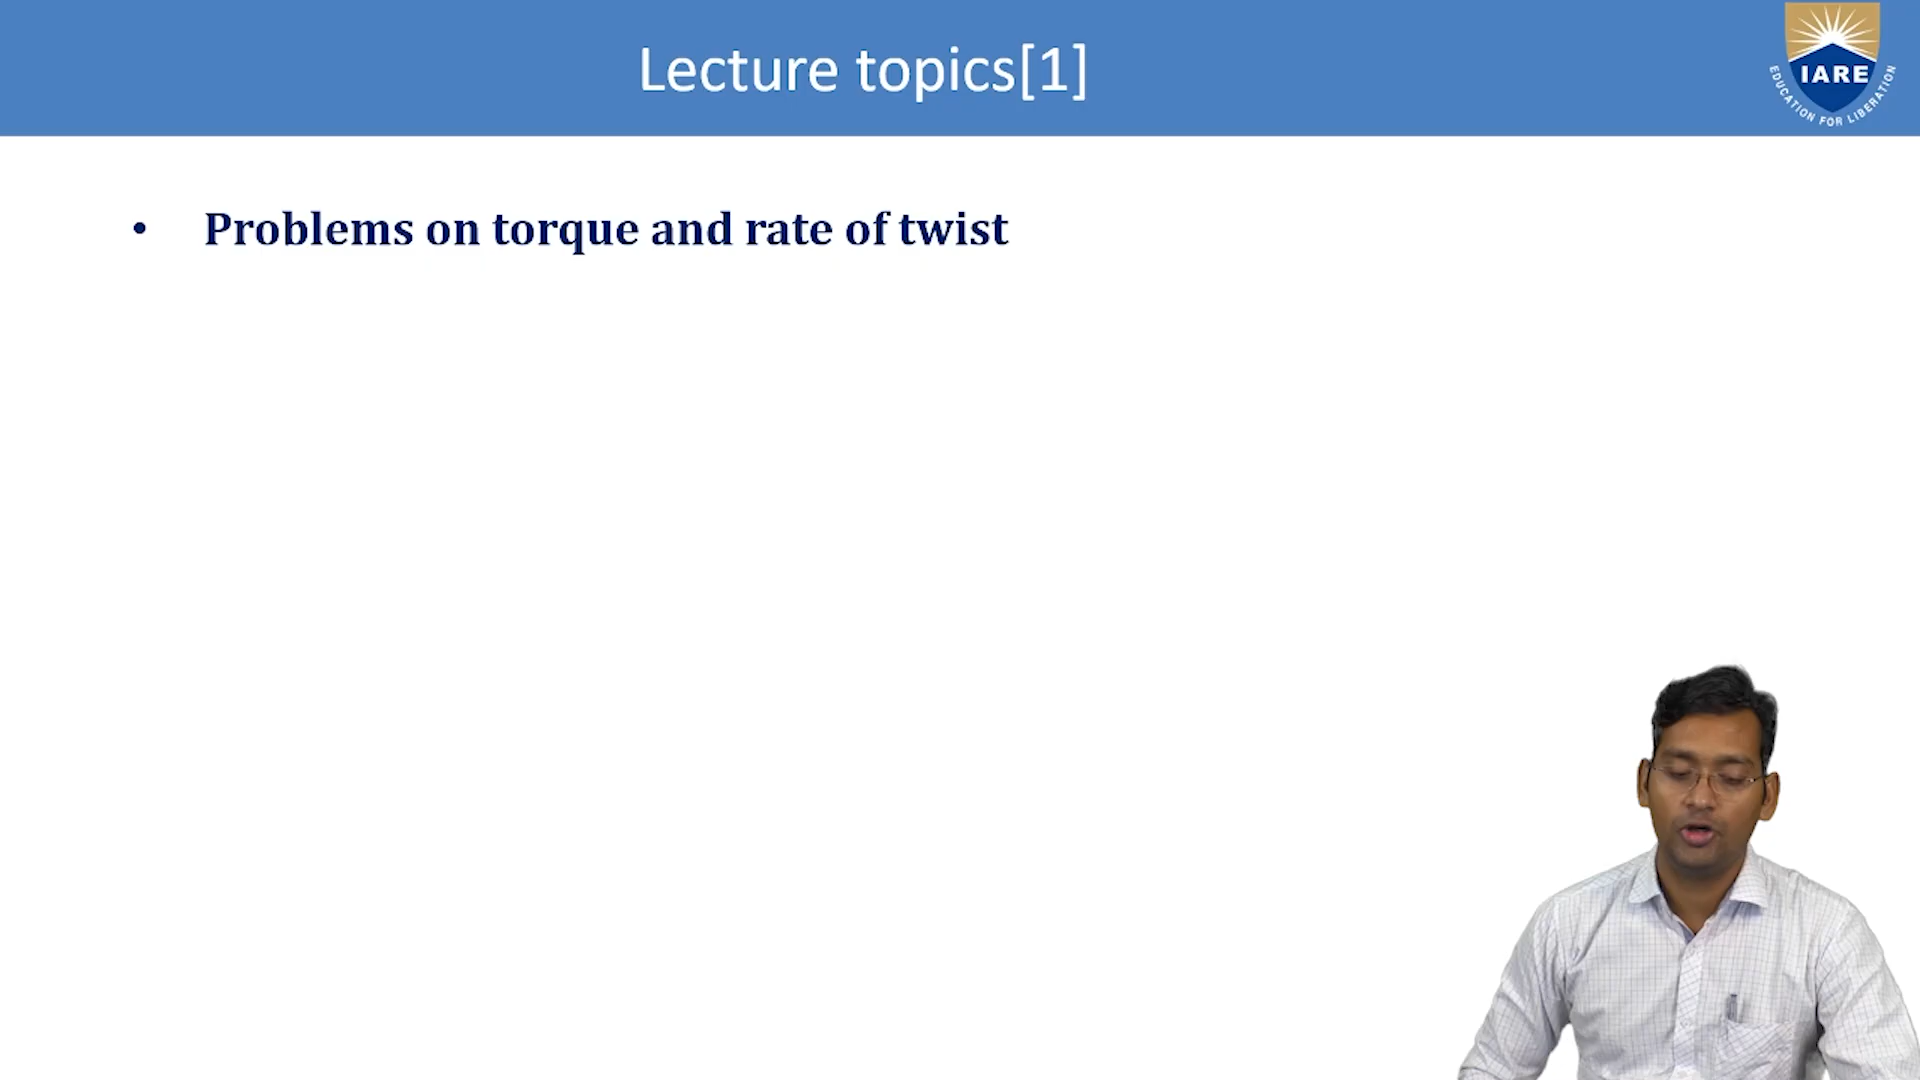 Lecture topics[1]
IARE
EDUCATION FOR LIBERATION
• Problems on torque and rate of twist